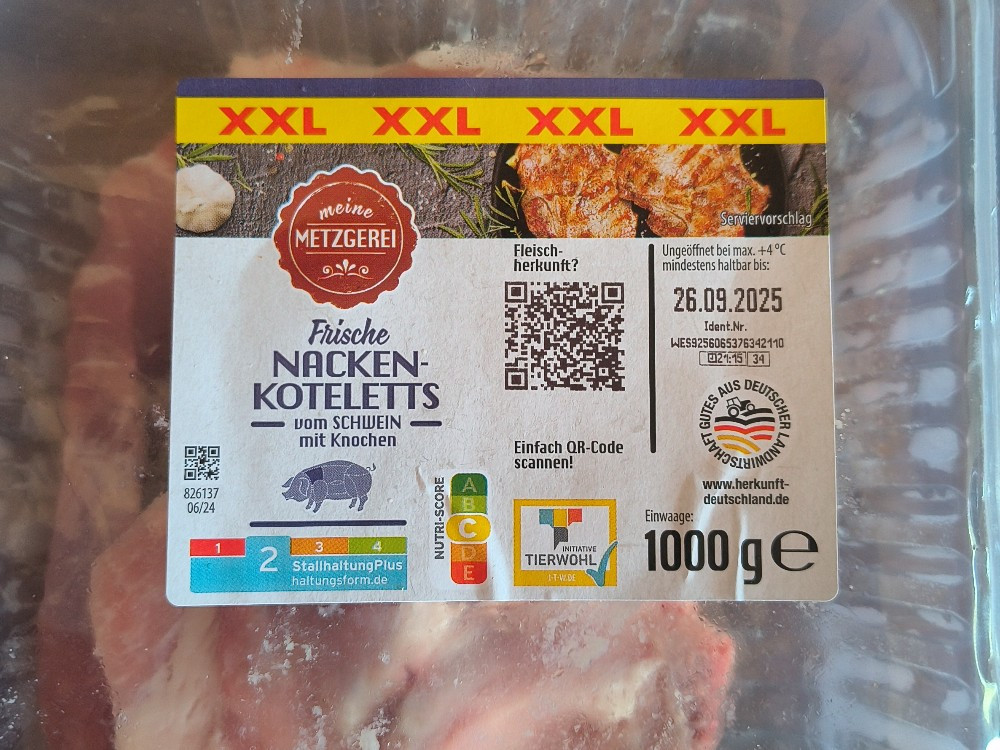 XXL XXL XXL XXL
Serviervorschlag
meine
METZGEREI
Frische
NACKEN-
KOTELETTS
vom SCHWEIN
mit Knochen
826137
06/24
1 2 3 4
StallhaltungPlus
haltungsform.de
NUTRI-SCORE
A
B
C
D
E
Fleisch-
herkunft?
Einfach QR-Code
scannen!
INITIATIVE
TIERWOHL
I-T-W.DE
Ungeöffnet bei max. +4 °C
mindestens haltbar bis:
26.09.2025
Ident.Nr.
WES9256065376342110
21:15 34
GUTES AUS DEUTSCHER LANDWIRTSCHAFT
www.herkunft-
deutschland.de
Einwaage:
1000 g e